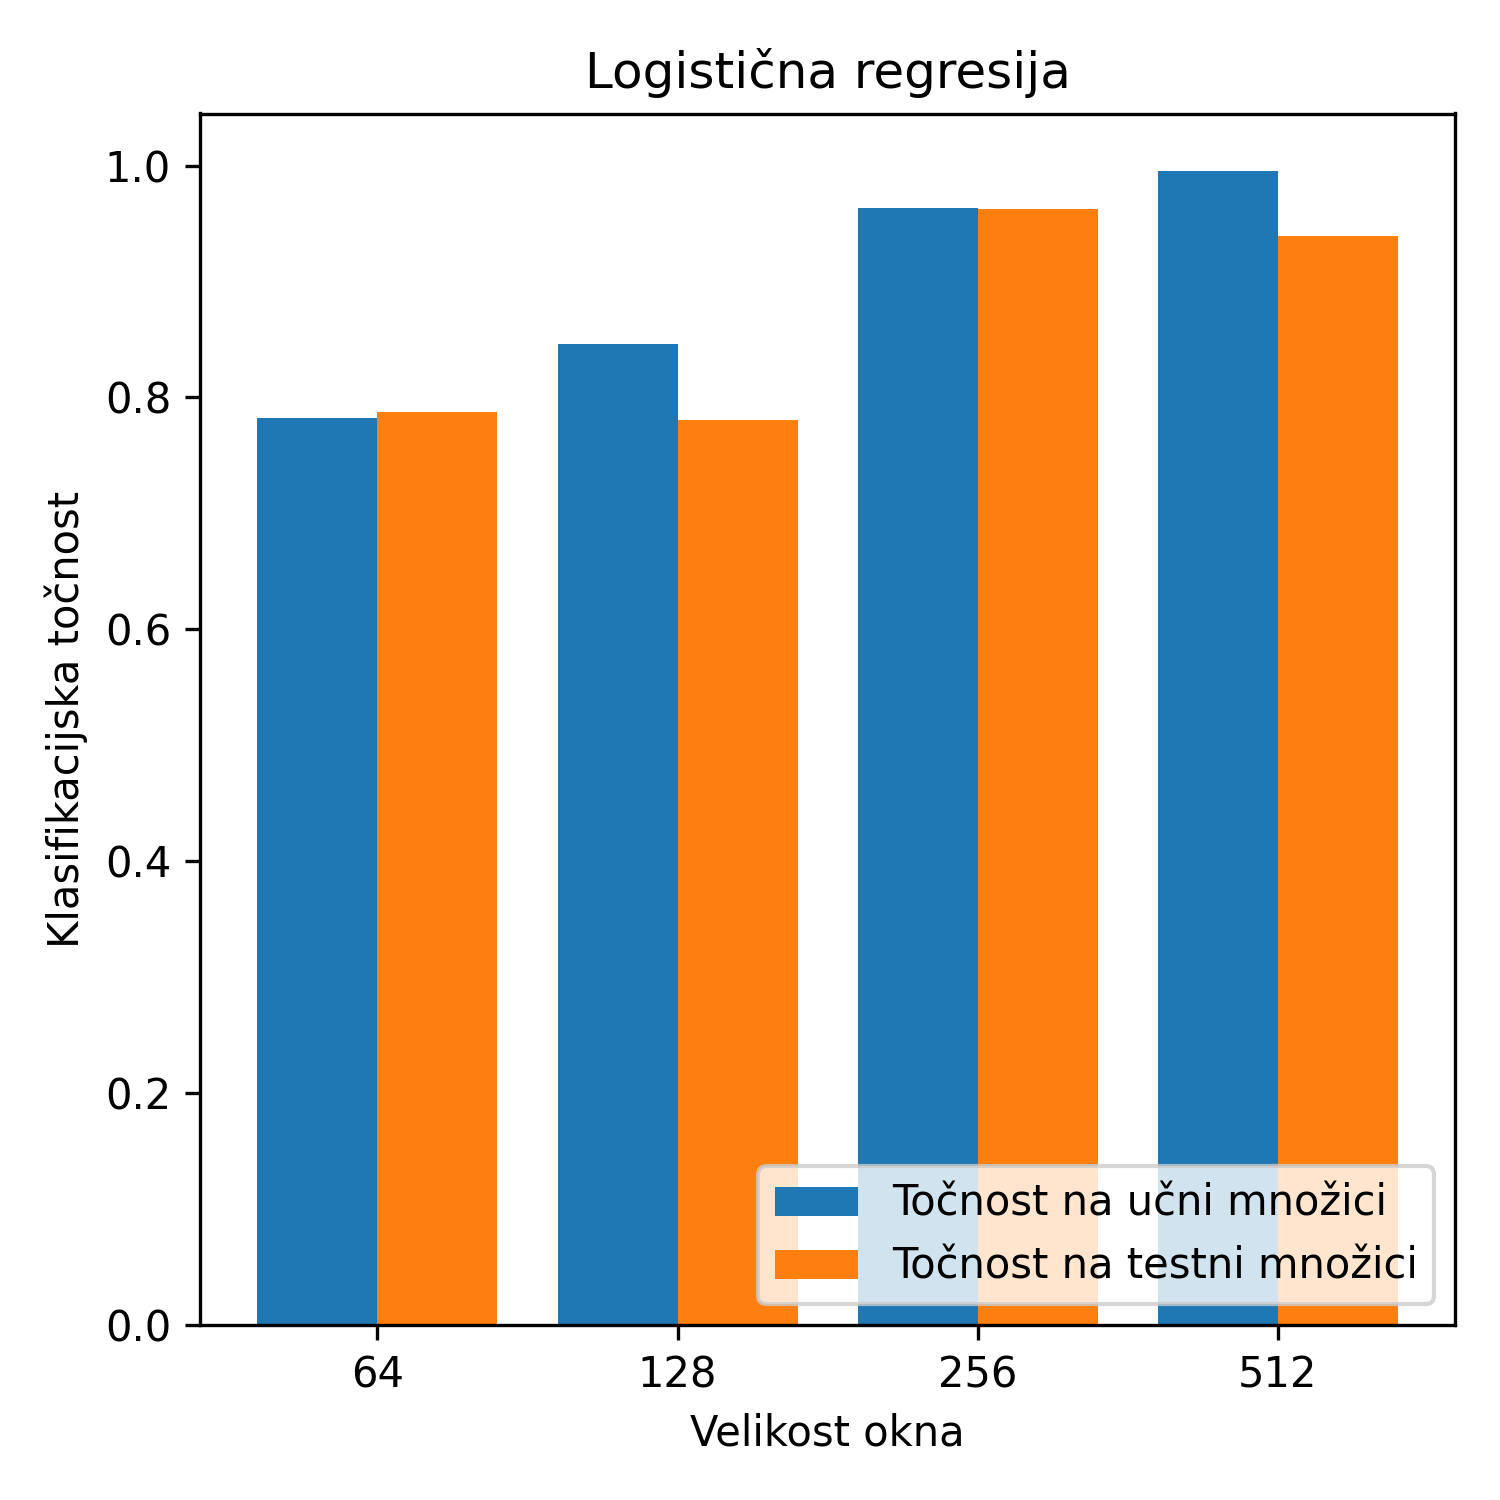 Logistična regresija
Klasifikacijska točnost
1.0
0.8
0.6
0.4
0.2
0.0
Točnost na učni množici
Točnost na testni množici
64 128 256 512
Velikost okna